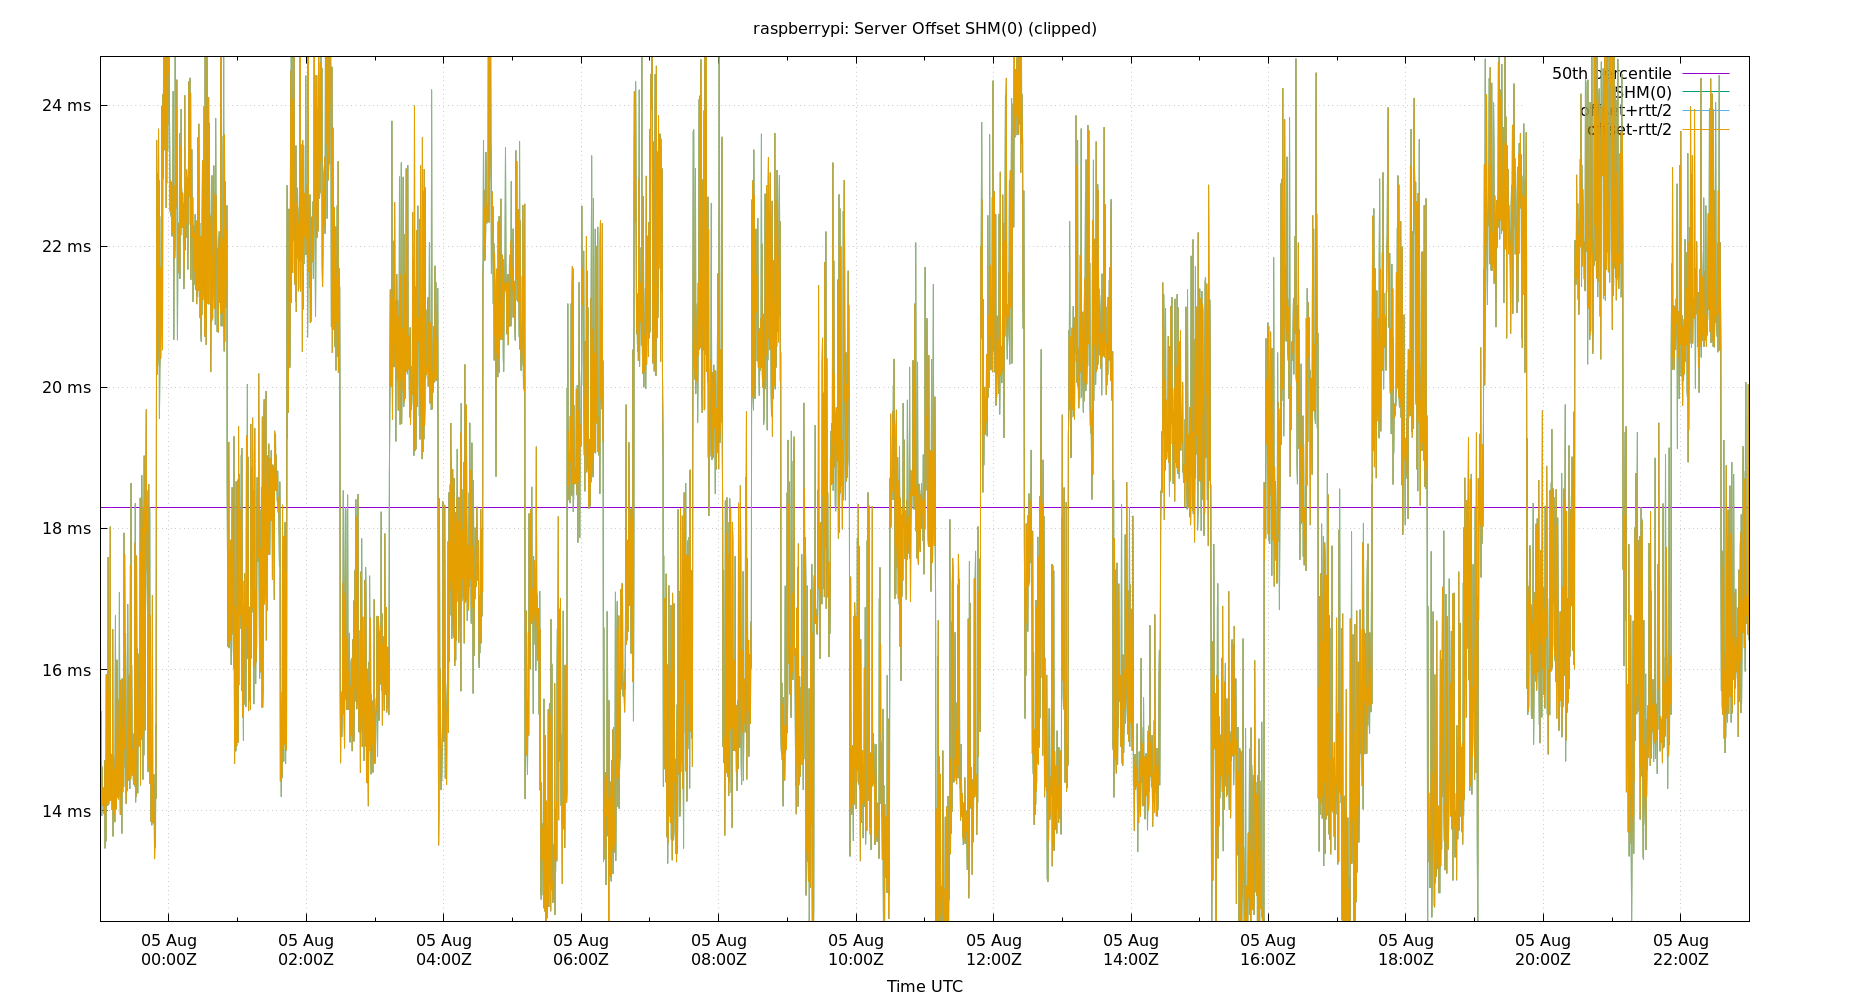 raspberrypi: Server Offset SHM(0) (clipped)
50th percentile
SHM(0)
offset+rtt/2
offset-rtt/2
24 ms
22 ms
20 ms
18 ms
16 ms
14 ms
05 Aug 05 Aug 05 Aug 05 Aug 05 Aug 05 Aug 05 Aug 05 Aug 05 Aug 05 Aug 05 Aug 05 Aug
00:00Z 02:00Z 04:00Z 06:00Z 08:00Z 10:00Z 12:00Z 14:00Z 16:00Z 18:00Z 20:00Z 22:00Z
Time UTC